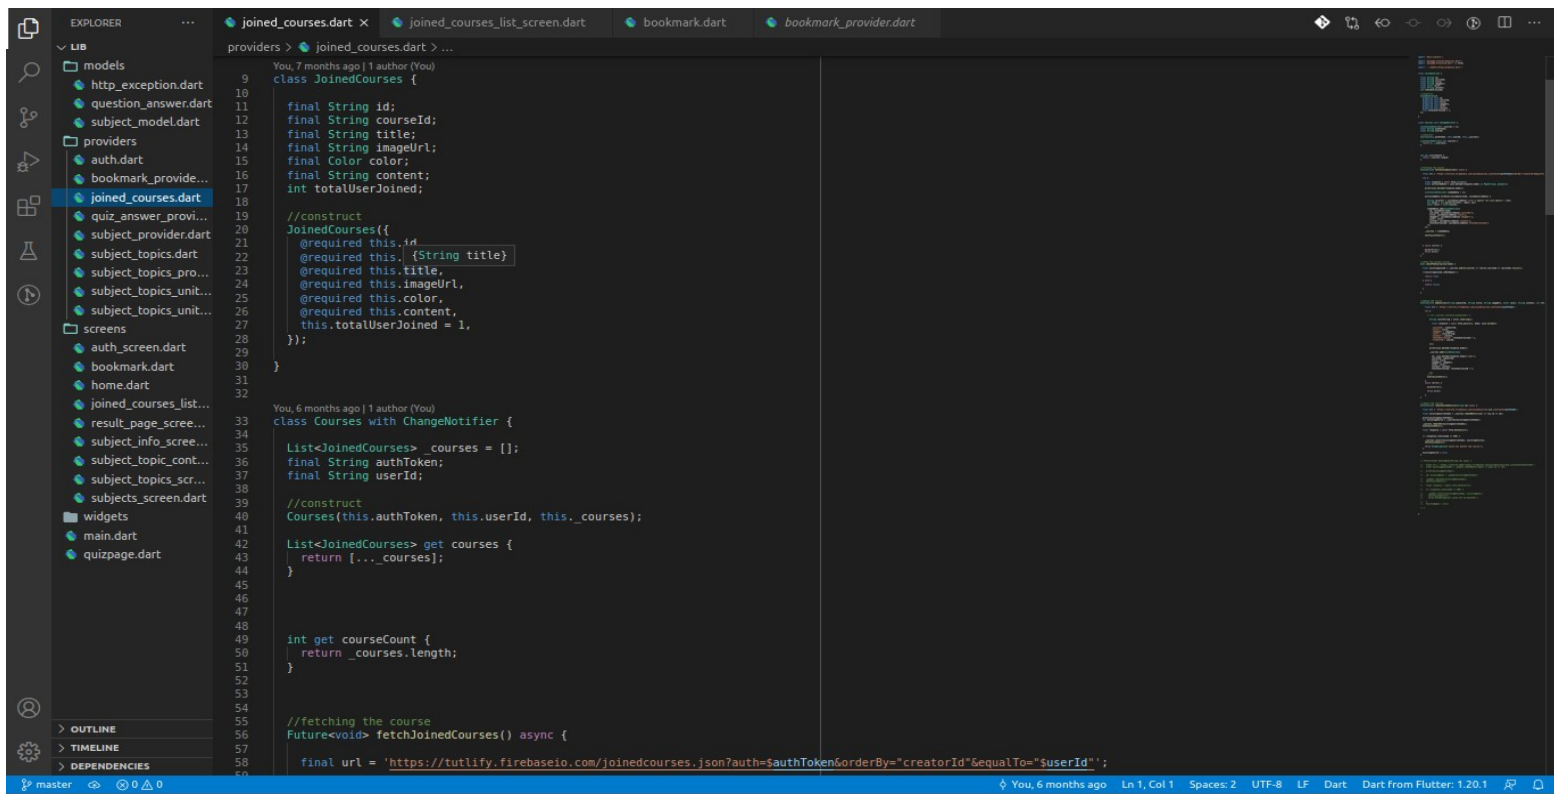 EXPLORER ...
LIB
models
http_exception.dart
question_answer.dart
subject_model.dart
providers
auth.dart
bookmark_provide...
joined_courses.dart
quiz_answer_provi...
subject_provider.dart
subject_topics.dart
subject_topics_pro...
subject_topics_unit...
subject_topics_unit...
screens
auth_screen.dart
bookmark.dart
home.dart
joined_courses_list...
result_page_scree...
subject_info_scree...
subject_topic_cont...
subject_topics_scr...
subjects_screen.dart
widgets
main.dart
quizpage.dart
OUTLINE
TIMELINE
DEPENDENCIES
joined_courses.dart × joined_courses_list_screen.dart bookmark.dart bookmark_provider.dart
providers > joined_courses.dart > ...
You, 7 months ago | 1 author (You)
9 class JoinedCourses {
10
11 final String id;
12 final String courseId;
13 final String title;
14 final String imageUrl;
15 final Color color;
16 final String content;
17 int totalUserJoined;
18
19 //construct
20 JoinedCourses({
21 @required this.id
22 @required this. {String title}
23 @required this.title,
24 @required this.imageUrl,
25 @required this.color,
26 @required this.content,
27 this.totalUserJoined = 1,
28 });
29
30 }
31
32
You, 6 months ago | 1 author (You)
33 class Courses with ChangeNotifier {
34
35 List<JoinedCourses> _courses = [];
36 final String authToken;
37 final String userId;
38
39 //construct
40 Courses(this.authToken, this.userId, this._courses);
41
42 List<JoinedCourses> get courses {
43 return [..._courses];
44 }
45
46
47
48
49 int get courseCount {
50 return _courses.length;
51 }
52
53
54
55 //fetching the course
56 Future<void> fetchJoinedCourses() async {
57
58 final url = 'https://tutlify.firebaseio.com/joinedcourses.json?auth=$authToken&orderBy="creatorId"&equalTo="$userId"';
master 0 0 You, 6 months ago Ln 1, Col 1 Spaces: 2 UTF-8 LF Dart Dart from Flutter: 1.20.1